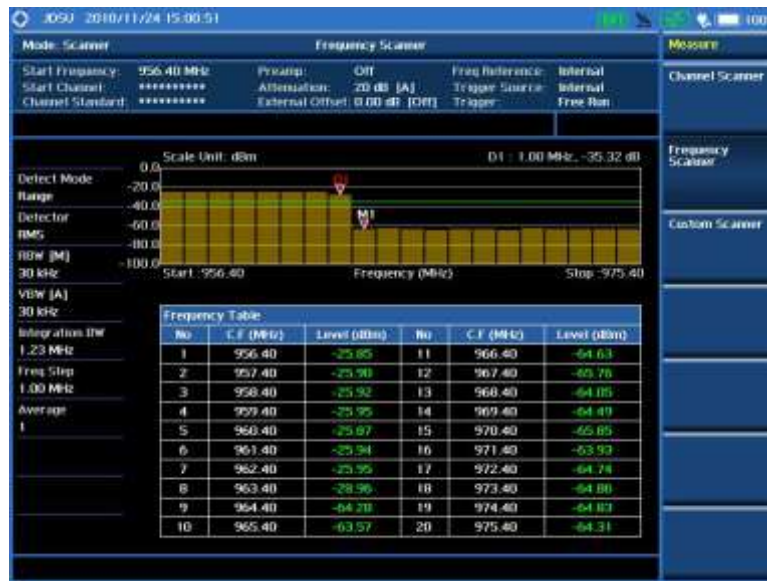 JDSU 2010/11/24 15:00:51
100
Mode: Scanner
Frequency Scanner
Measure
Start Frequency: 956.40 MHz
Start Channel: **********
Channel Standard: **********
Preamp: Off
Attenuation: 20 dB [A]
External Offset: 0.00 dB [Off]
Freq Reference: Internal
Trigger Source: Internal
Trigger: Free Run
Channel Scanner
Frequency Scanner
Custom Scanner
Detect Mode
Range
Detector
RMS
RBW [M]
30 kHz
VBW [A]
30 kHz
Integration BW
1.23 MHz
Freq Step
1.00 MHz
Average
1
Scale Unit: dBm
D1 : 1.00 MHz, -35.32 dB
0.0
-20.0
-40.0
-60.0
-80.0
-100.0
D1
M1
Start :956.40
Frequency (MHz)
Stop :975.40
Frequency Table
No C.F (MHz) Level (dBm) No C.F (MHz) Level (dBm)
1 956.40 -25.85 11 966.40 -64.63
2 957.40 -25.90 12 967.40 -65.76
3 958.40 -25.92 13 968.40 -64.05
4 959.40 -25.95 14 969.40 -64.49
5 960.40 -25.87 15 970.40 -65.85
6 961.40 -25.94 16 971.40 -63.93
7 962.40 -25.95 17 972.40 -64.74
8 963.40 -28.96 18 973.40 -64.80
9 964.40 -64.28 19 974.40 -64.83
10 965.40 -63.57 20 975.40 -64.31